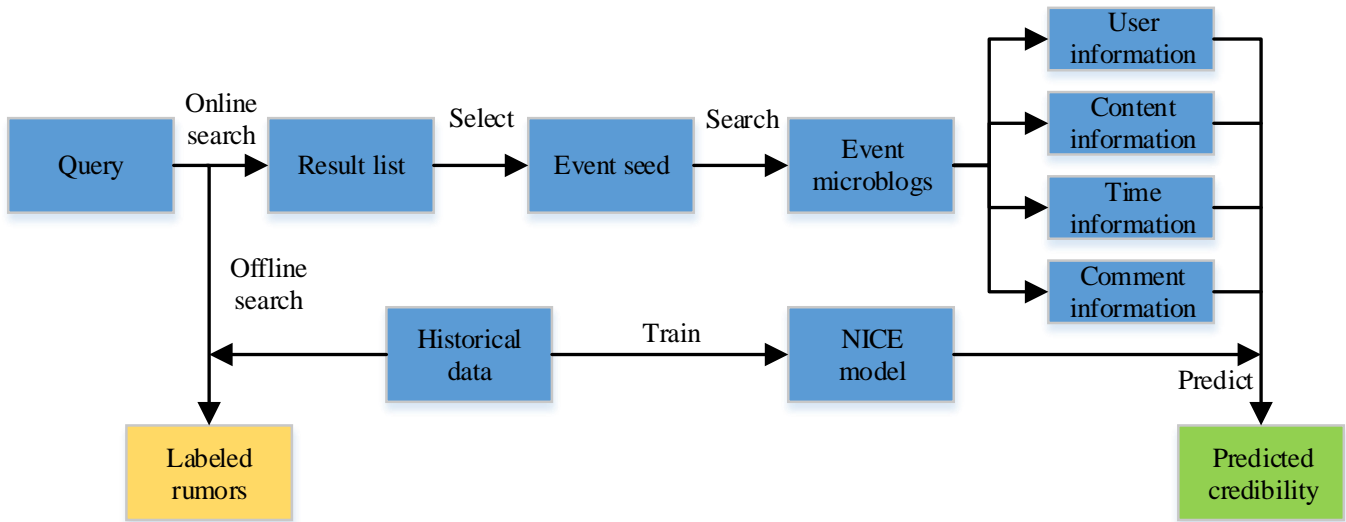 Query
Online
search
Result list
Select
Event seed
Search
Event
microblogs
User
information
Content
information
Time
information
Comment
information
Offline
search
Historical
data
Train
NICE
model
Predict
Labeled
rumors
Predicted
credibility